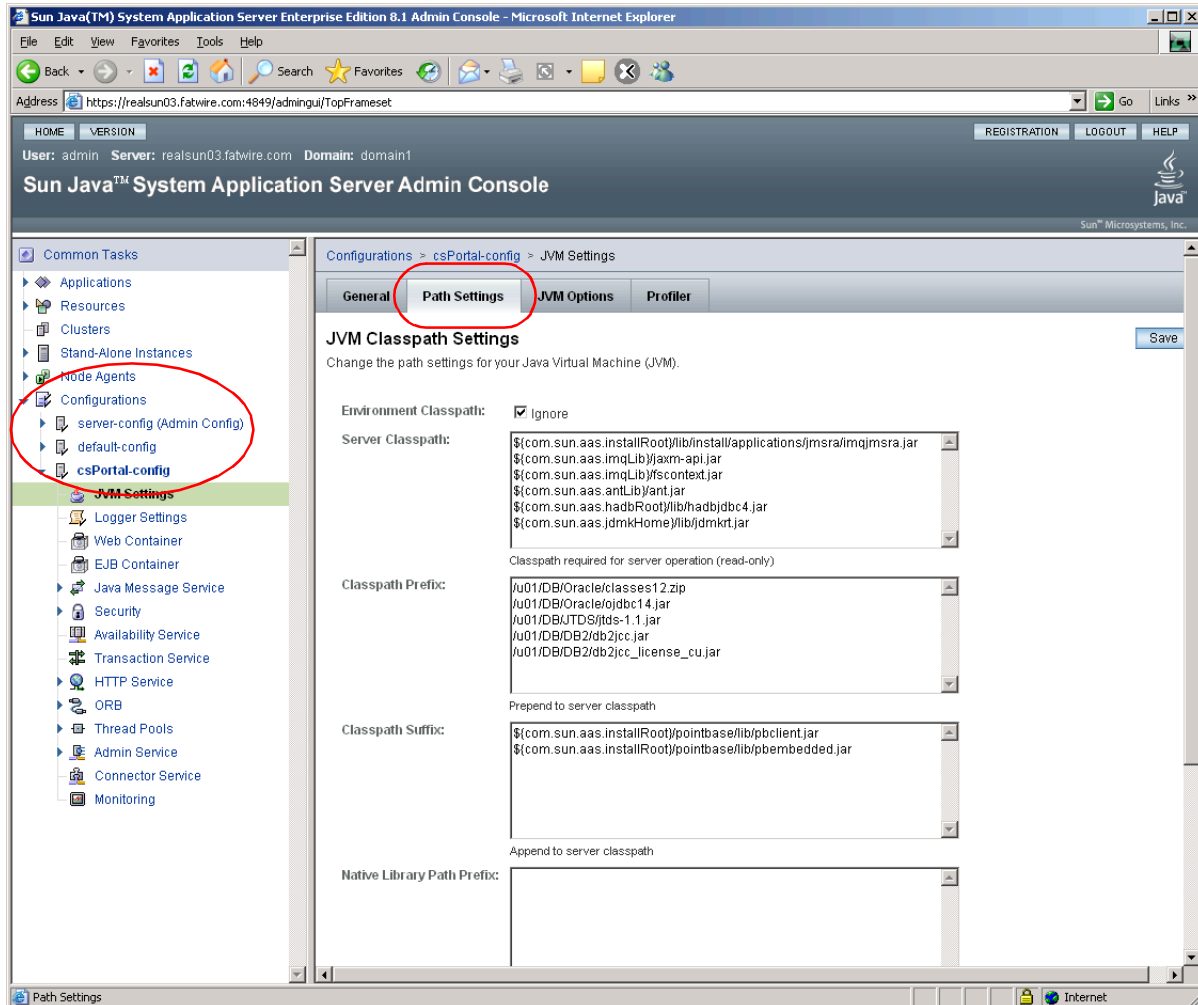 Sun Java(TM) System Application Server Enterprise Edition 8.1 Admin Console - Microsoft Internet Explorer
File Edit View Favorites Tools Help
Back Search Favorites
Address https://realsun03.fatwire.com:4849/admingui/TopFrameset Go Links »
HOME VERSION REGISTRATION LOGOUT HELP
User: admin Server: realsun03.fatwire.com Domain: domain1
Sun Java™ System Application Server Admin Console
Java™
Sun™ Microsystems, Inc.
Common Tasks
Applications
Resources
Clusters
Stand-Alone Instances
Node Agents
Configurations
server-config (Admin Config)
default-config
csPortal-config
JVM Settings
Logger Settings
Web Container
EJB Container
Java Message Service
Security
Availability Service
Transaction Service
HTTP Service
ORB
Thread Pools
Admin Service
Connector Service
Monitoring
Configurations > csPortal-config > JVM Settings
General Path Settings JVM Options Profiler
JVM Classpath Settings Save
Change the path settings for your Java Virtual Machine (JVM).
Environment Classpath: Ignore
Server Classpath:
${com.sun.aas.installRoot}/lib/install/applications/jmsra/imqjmsra.jar
${com.sun.aas.imqLib}/jaxm-api.jar
${com.sun.aas.imqLib}/fscontext.jar
${com.sun.aas.antLib}/ant.jar
${com.sun.aas.hadbRoot}/lib/hadbjdbc4.jar
${com.sun.aas.jdmkHome}/lib/jdmkrt.jar
Classpath required for server operation (read-only)
Classpath Prefix:
/u01/DB/Oracle/classes12.zip
/u01/DB/Oracle/ojdbc14.jar
/u01/DB/JTDS/jtds-1.1.jar
/u01/DB/DB2/db2jcc.jar
/u01/DB/DB2/db2jcc_license_cu.jar
Prepend to server classpath
Classpath Suffix:
${com.sun.aas.installRoot}/pointbase/lib/pbclient.jar
${com.sun.aas.installRoot}/pointbase/lib/pbembedded.jar
Append to server classpath
Native Library Path Prefix:
Path Settings Internet